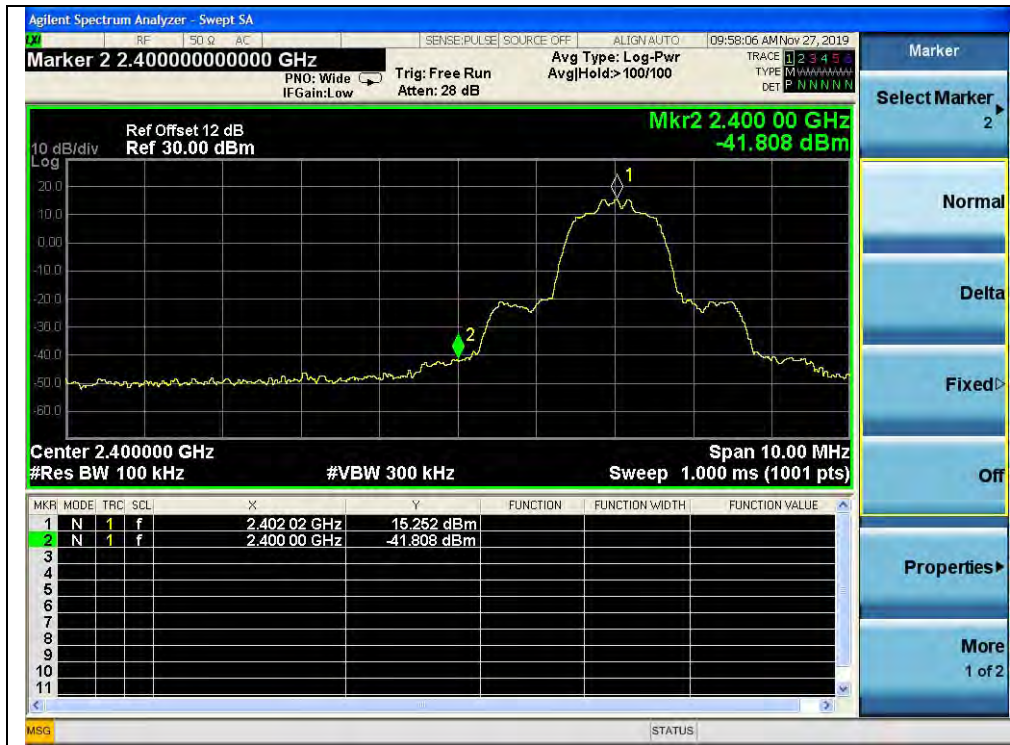 Agilent Spectrum Analyzer - Swept SA
LXI RF 50 Ω AC SENSE:PULSE SOURCE OFF ALIGN AUTO 09:58:06 AM Nov 27, 2019
Marker 2 2.400000000000 GHz
PNO: Wide
IFGain:Low
Trig: Free Run
Atten: 28 dB
Avg Type: Log-Pwr
Avg|Hold:>100/100
TRACE 1 2 3 4 5 6
TYPE M
DET P N N N N N
Mkr2 2.400 00 GHz
-41.808 dBm
Ref Offset 12 dB
10 dB/div Ref 30.00 dBm
Log
20.0
10.0
0.00
-10.0
-20.0
-30.0
-40.0
-50.0
-60.0
1
2
Center 2.400000 GHz Span 10.00 MHz
#Res BW 100 kHz #VBW 300 kHz Sweep 1.000 ms (1001 pts)
MKR MODE TRC SCL X Y FUNCTION FUNCTION WIDTH FUNCTION VALUE
1 N 1 f 2.402 02 GHz 15.252 dBm
2 N 1 f 2.400 00 GHz -41.808 dBm
3
4
5
6
7
8
9
10
11
MSG STATUS
Marker
Select Marker
2
Normal
Delta
Fixed
Off
Properties
More
1 of 2